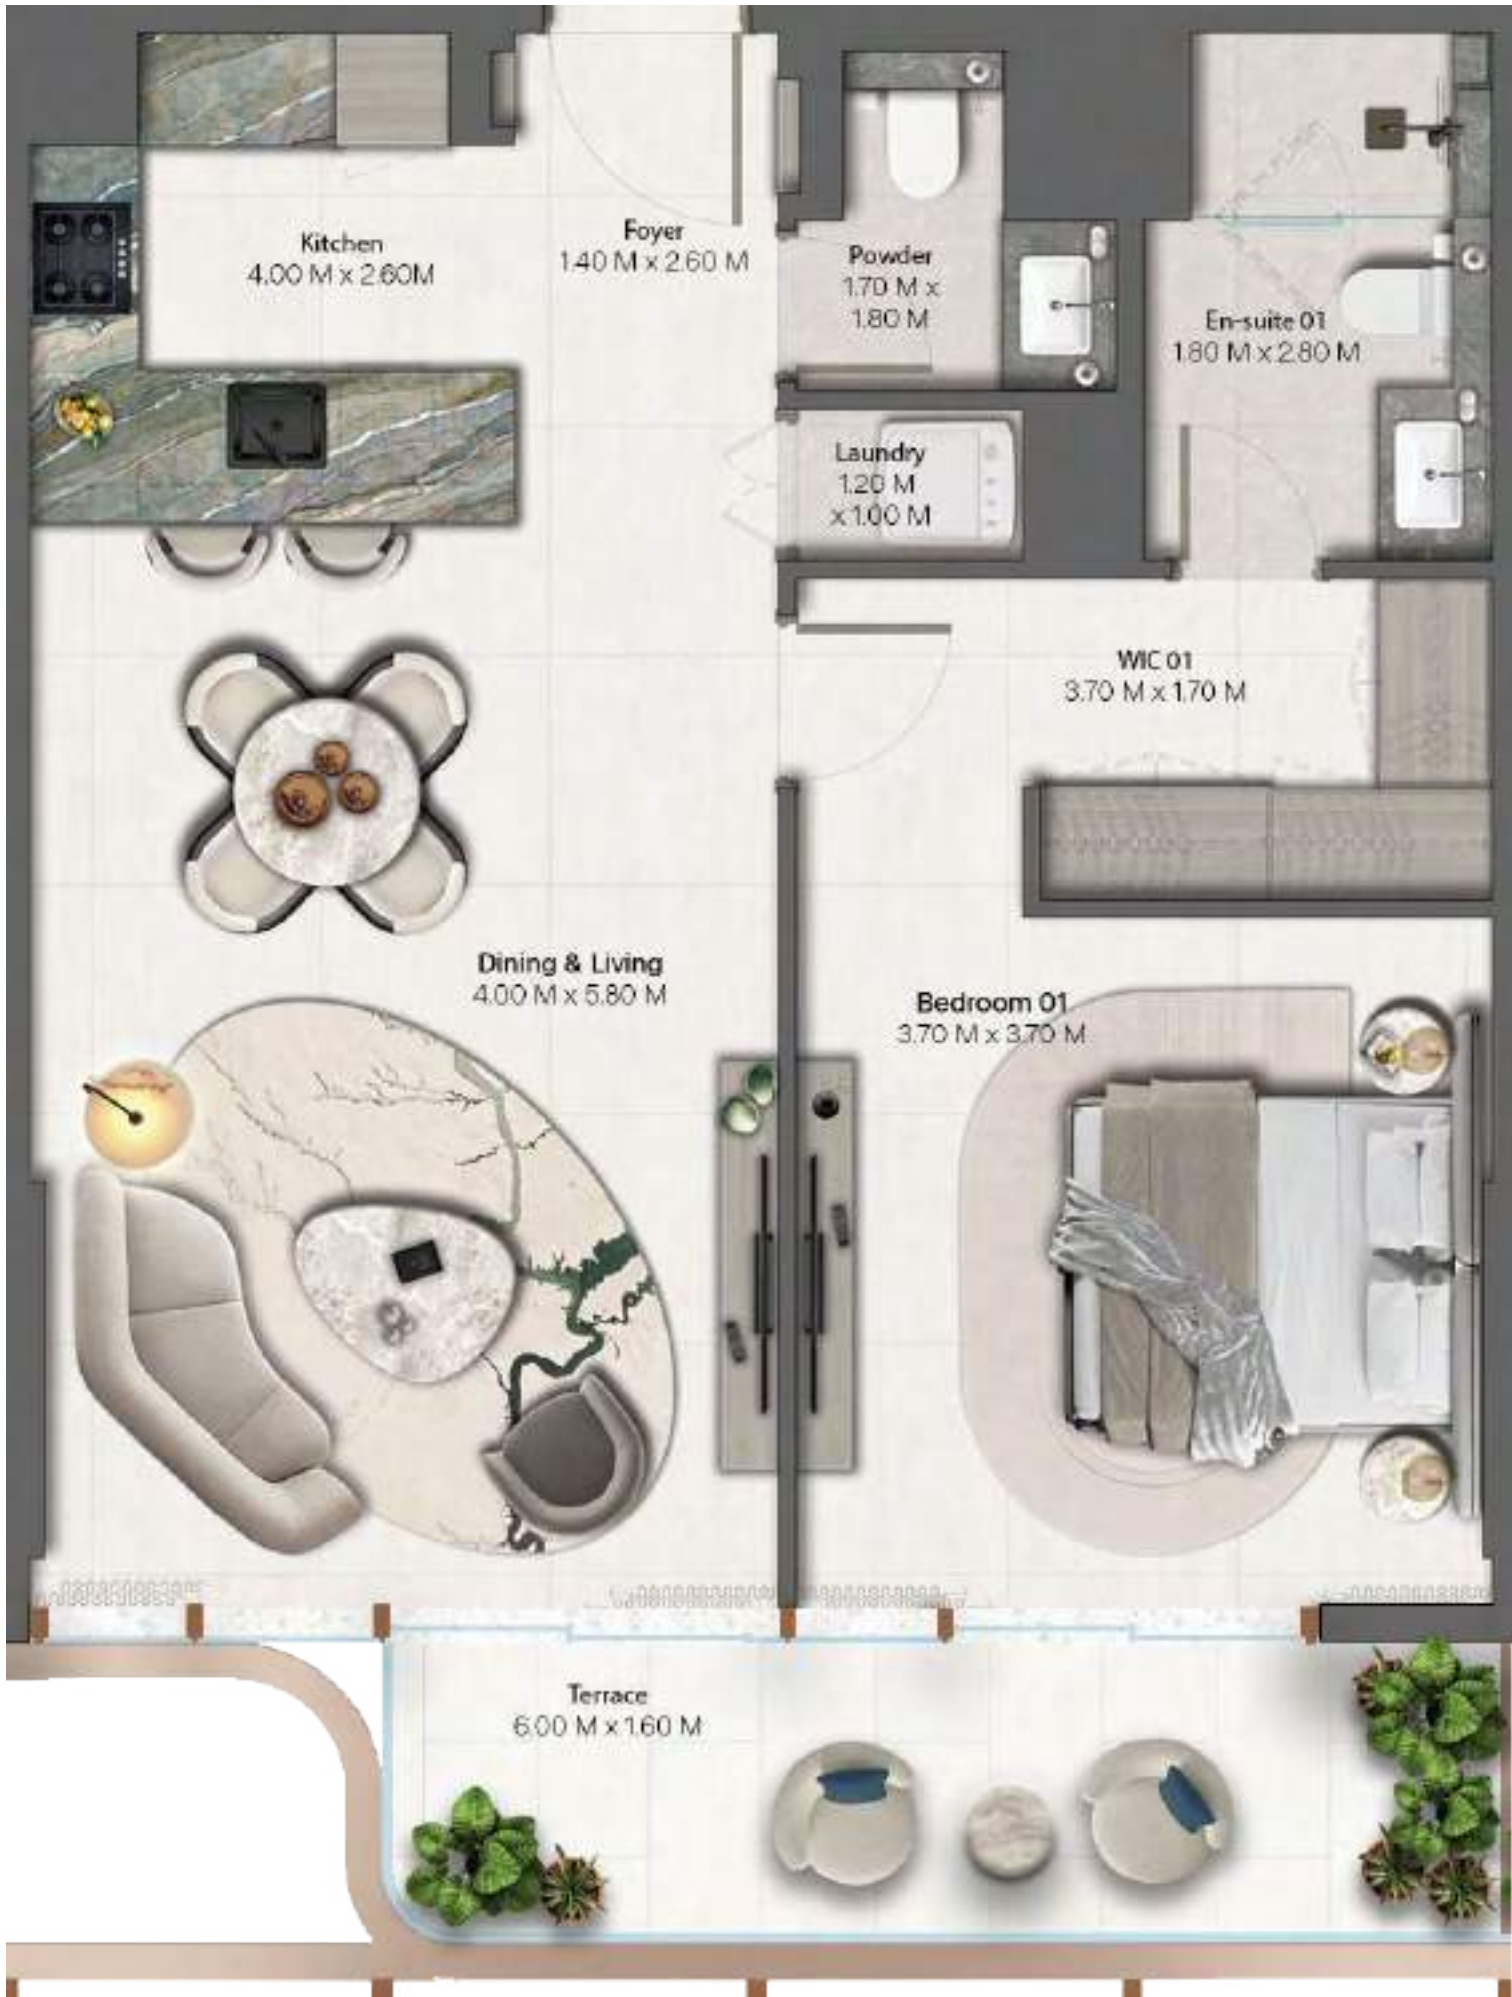 Kitchen
4.00 M x 2.60M
Foyer
1.40 M x 2.60 M
Powder
1.70 M x
1.80 M
En-suite 01
1.80 M x 2.80 M
Laundry
1.20 M
x 1.00 M
WIC 01
3.70 M x 1.70 M
Dining & Living
4.00 M x 5.80 M
Bedroom 01
3.70 M x 3.70 M
Terrace
6.00 M x 1.60 M